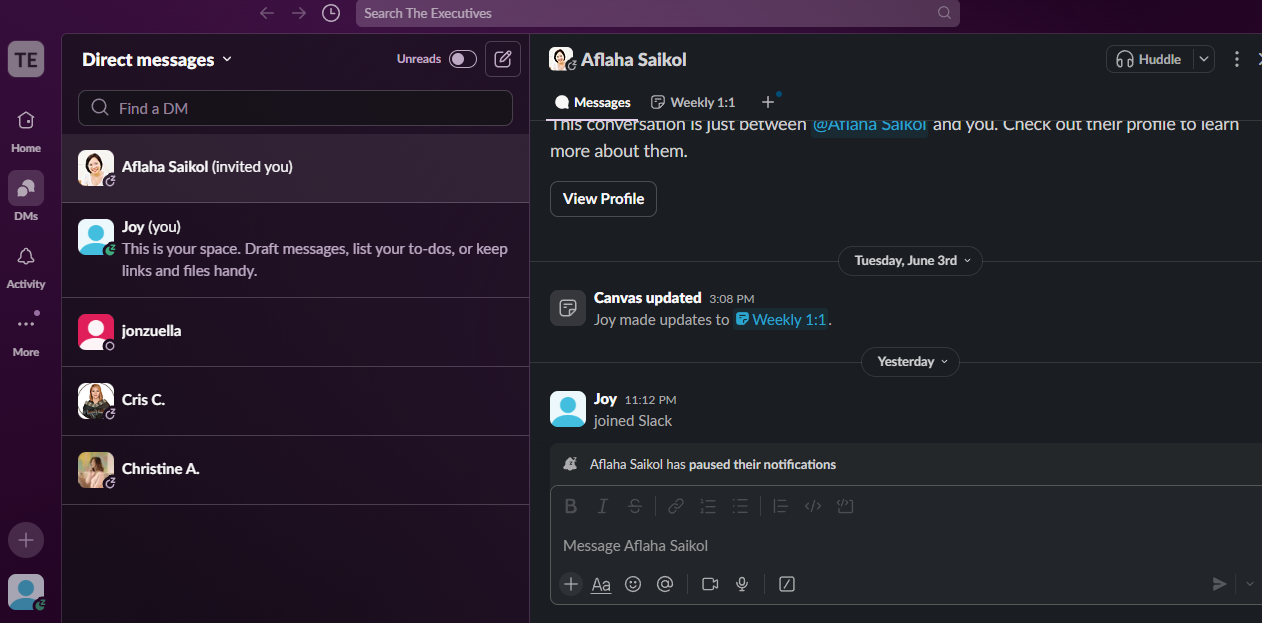 Search The Executives
TE
Home
DMs
Activity
More
Direct messages
Unreads
Find a DM
Aflaha Saikol (invited you)
Joy (you)
This is your space. Draft messages, list your to-dos, or keep
links and files handy.
jonzuella
Cris C.
Christine A.
Aflaha Saikol
Huddle
Messages
Weekly 1:1
This conversation is just between @Aflaha Saikol and you. Check out their profile to learn
more about them.
View Profile
Tuesday, June 3rd
Canvas updated 3:08 PM
Joy made updates to Weekly 1:1.
Yesterday
Joy 11:12 PM
joined Slack
Aflaha Saikol has paused their notifications
Message Aflaha Saikol
Aa